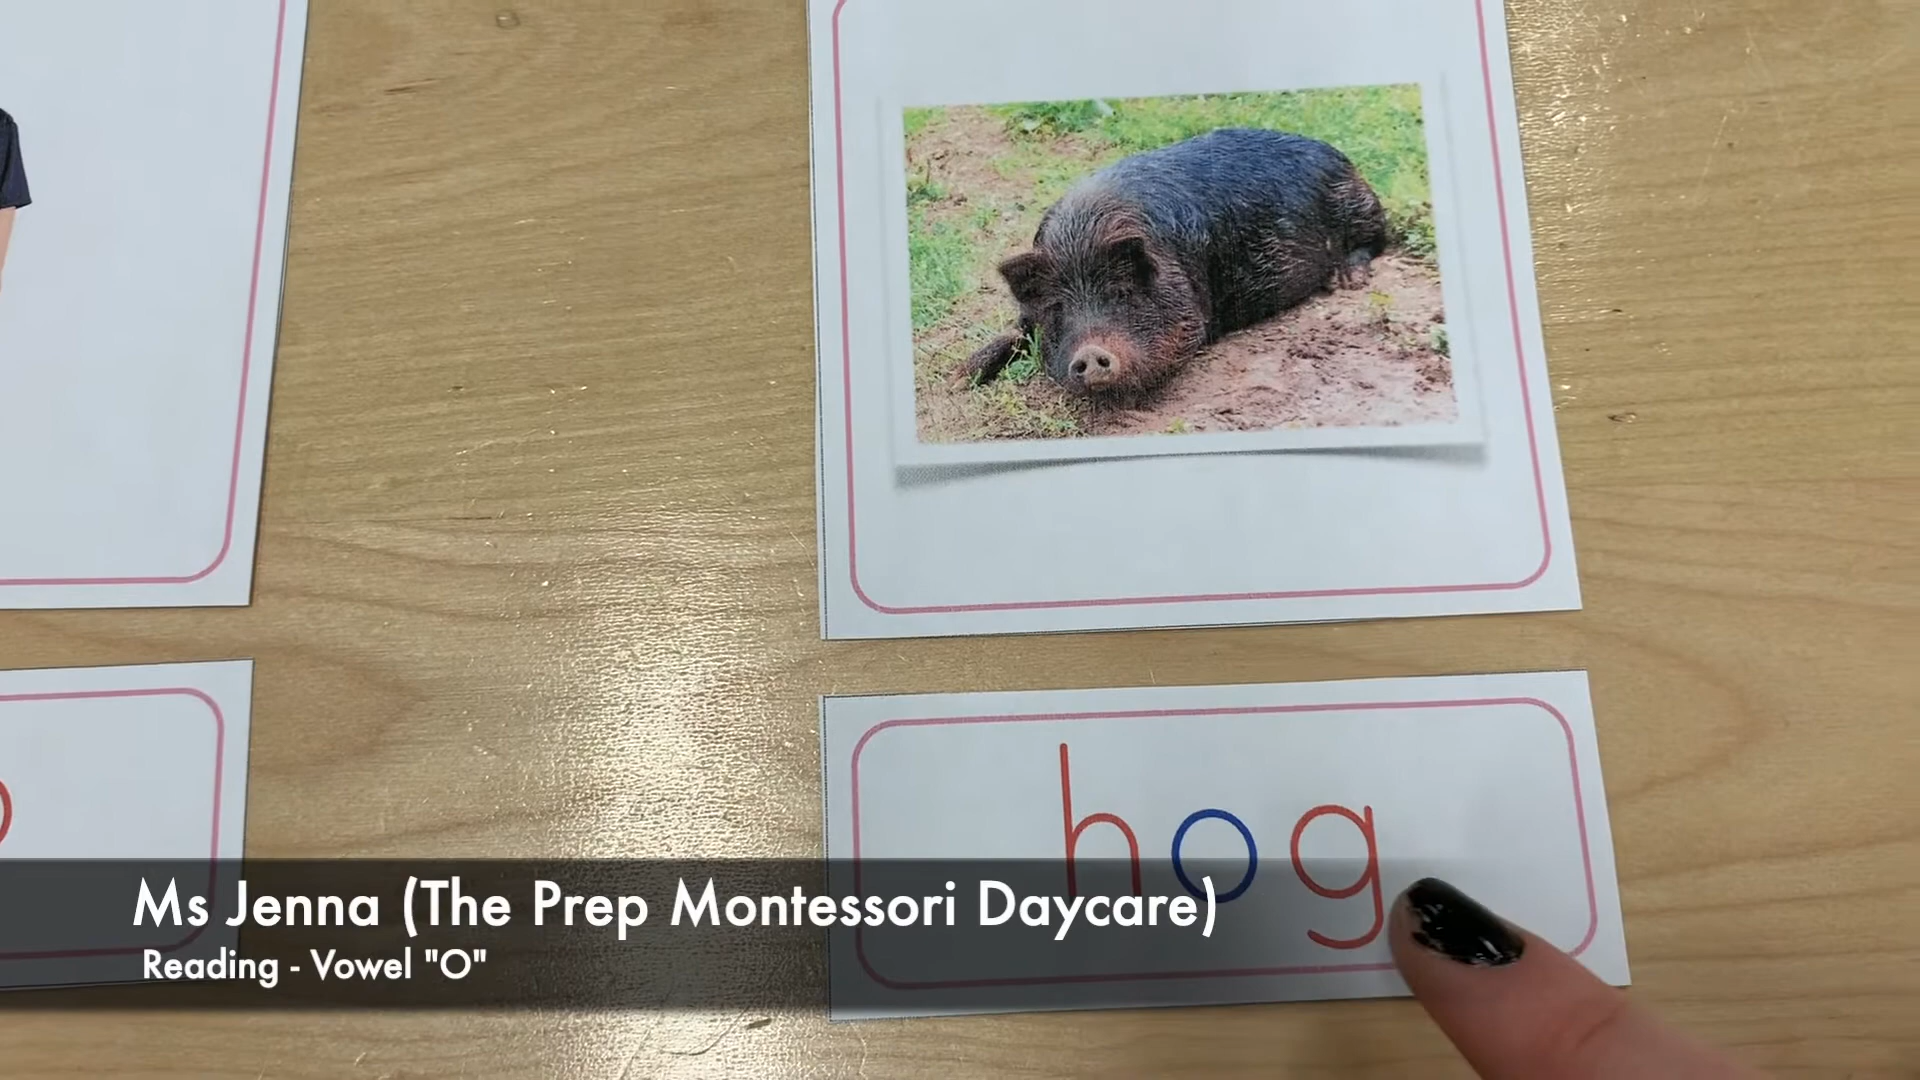 hog
Ms Jenna (The Prep Montessori Daycare)
Reading - Vowel "O"